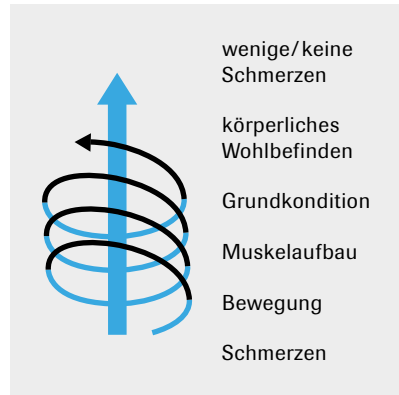 wenige/keine
Schmerzen
körperliches
Wohlbefinden
Grundkondition
Muskelaufbau
Bewegung
Schmerzen